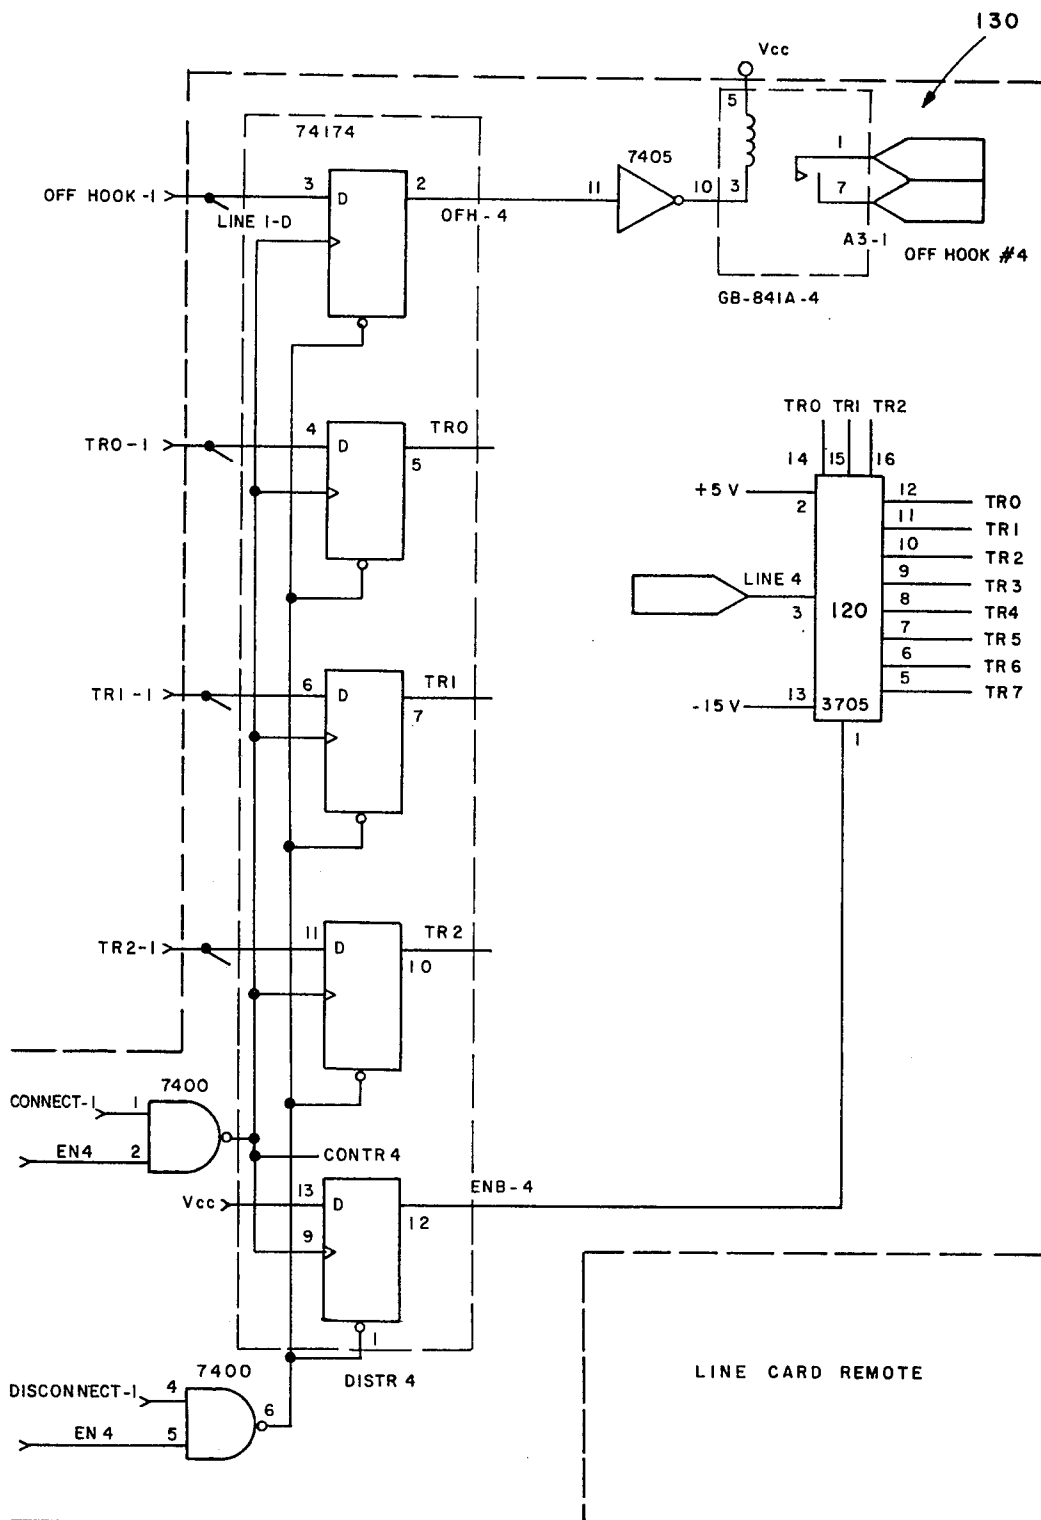 130
Vcc
74174
5
7405
1
OFF HOOK-1
3
D
2
11
10
3
7
LINE 1-D
OFH-4
A3-1
OFF HOOK #4
GB-841A-4
TR0 TR1 TR2
TR0-1
4
D
TR0
5
14 15 16
+5 V
2
12 TR0
11 TR1
10 TR2
LINE 4
9 TR3
3
120
8 TR4
7 TR5
6 TR6
5 TR7
TR1-1
6
D
TR1
7
-15 V
13
3705
1
TR2-1
11
D
TR2
10
7400
CONNECT-1
1
EN4
2
CONTR 4
Vcc
13
D
ENB-4
12
9
1
7400
DISTR 4
LINE CARD REMOTE
DISCONNECT-1
4
6
EN 4
5